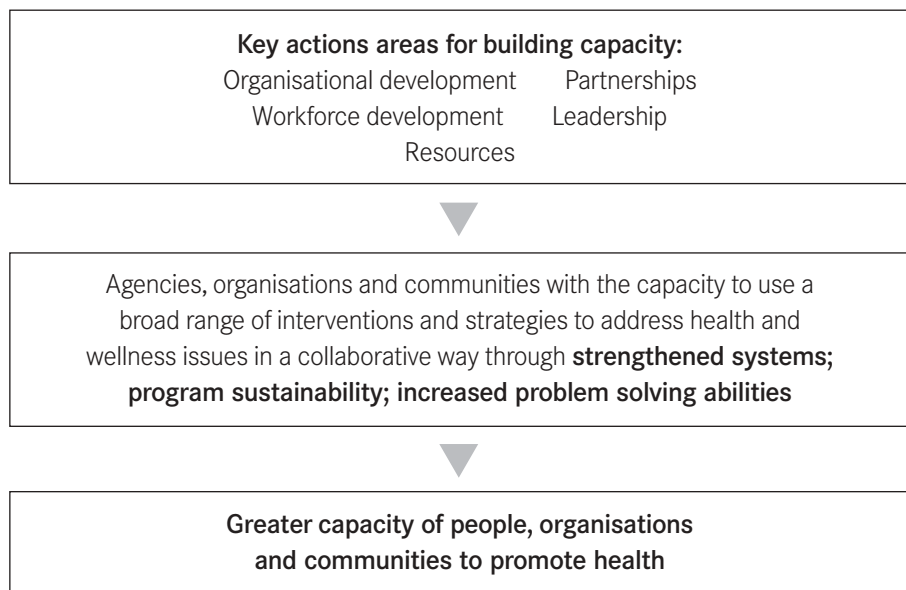 Key actions areas for building capacity:
Organisational development Partnerships
Workforce development Leadership
Resources
Agencies, organisations and communities with the capacity to use a
broad range of interventions and strategies to address health and
wellness issues in a collaborative way through strengthened systems;
program sustainability; increased problem solving abilities
Greater capacity of people, organisations
and communities to promote health